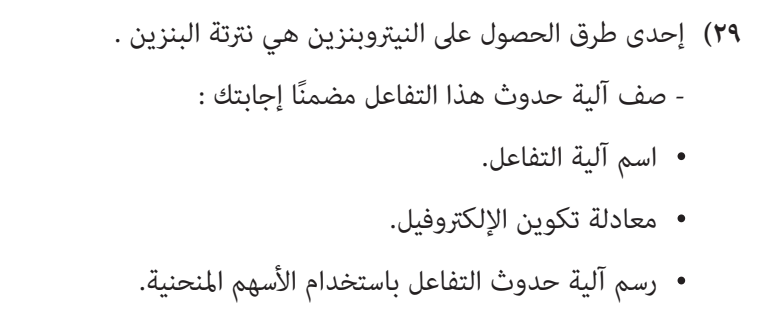 ٢٩) إحدى طرق الحصول على النيتروبنزين هي نترتة البنزين .
- صف آلية حدوث هذا التفاعل مضمنًا إجابتك :
• اسم آلية التفاعل.
• معادلة تكوين الإلكتروفيل.
• رسم آلية حدوث التفاعل باستخدام الأسهم المنحنية.